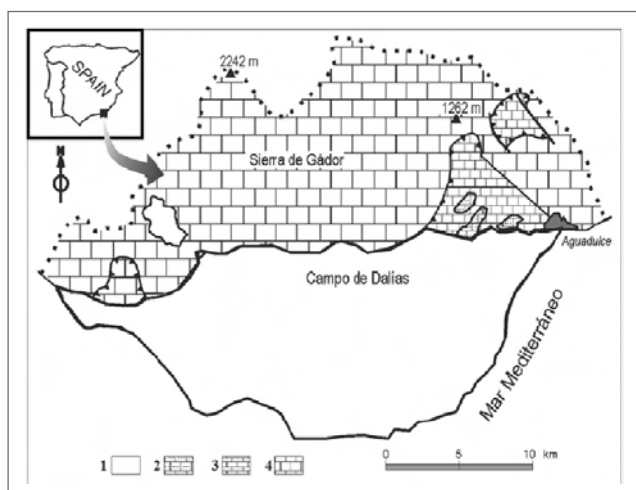 SPAIN
2242 m
1262 m
N
Sierra de Gádor
Aguadulce
Campo de Dalías
Mar Mediterráneo
1 2 3 4
0 5 10 km